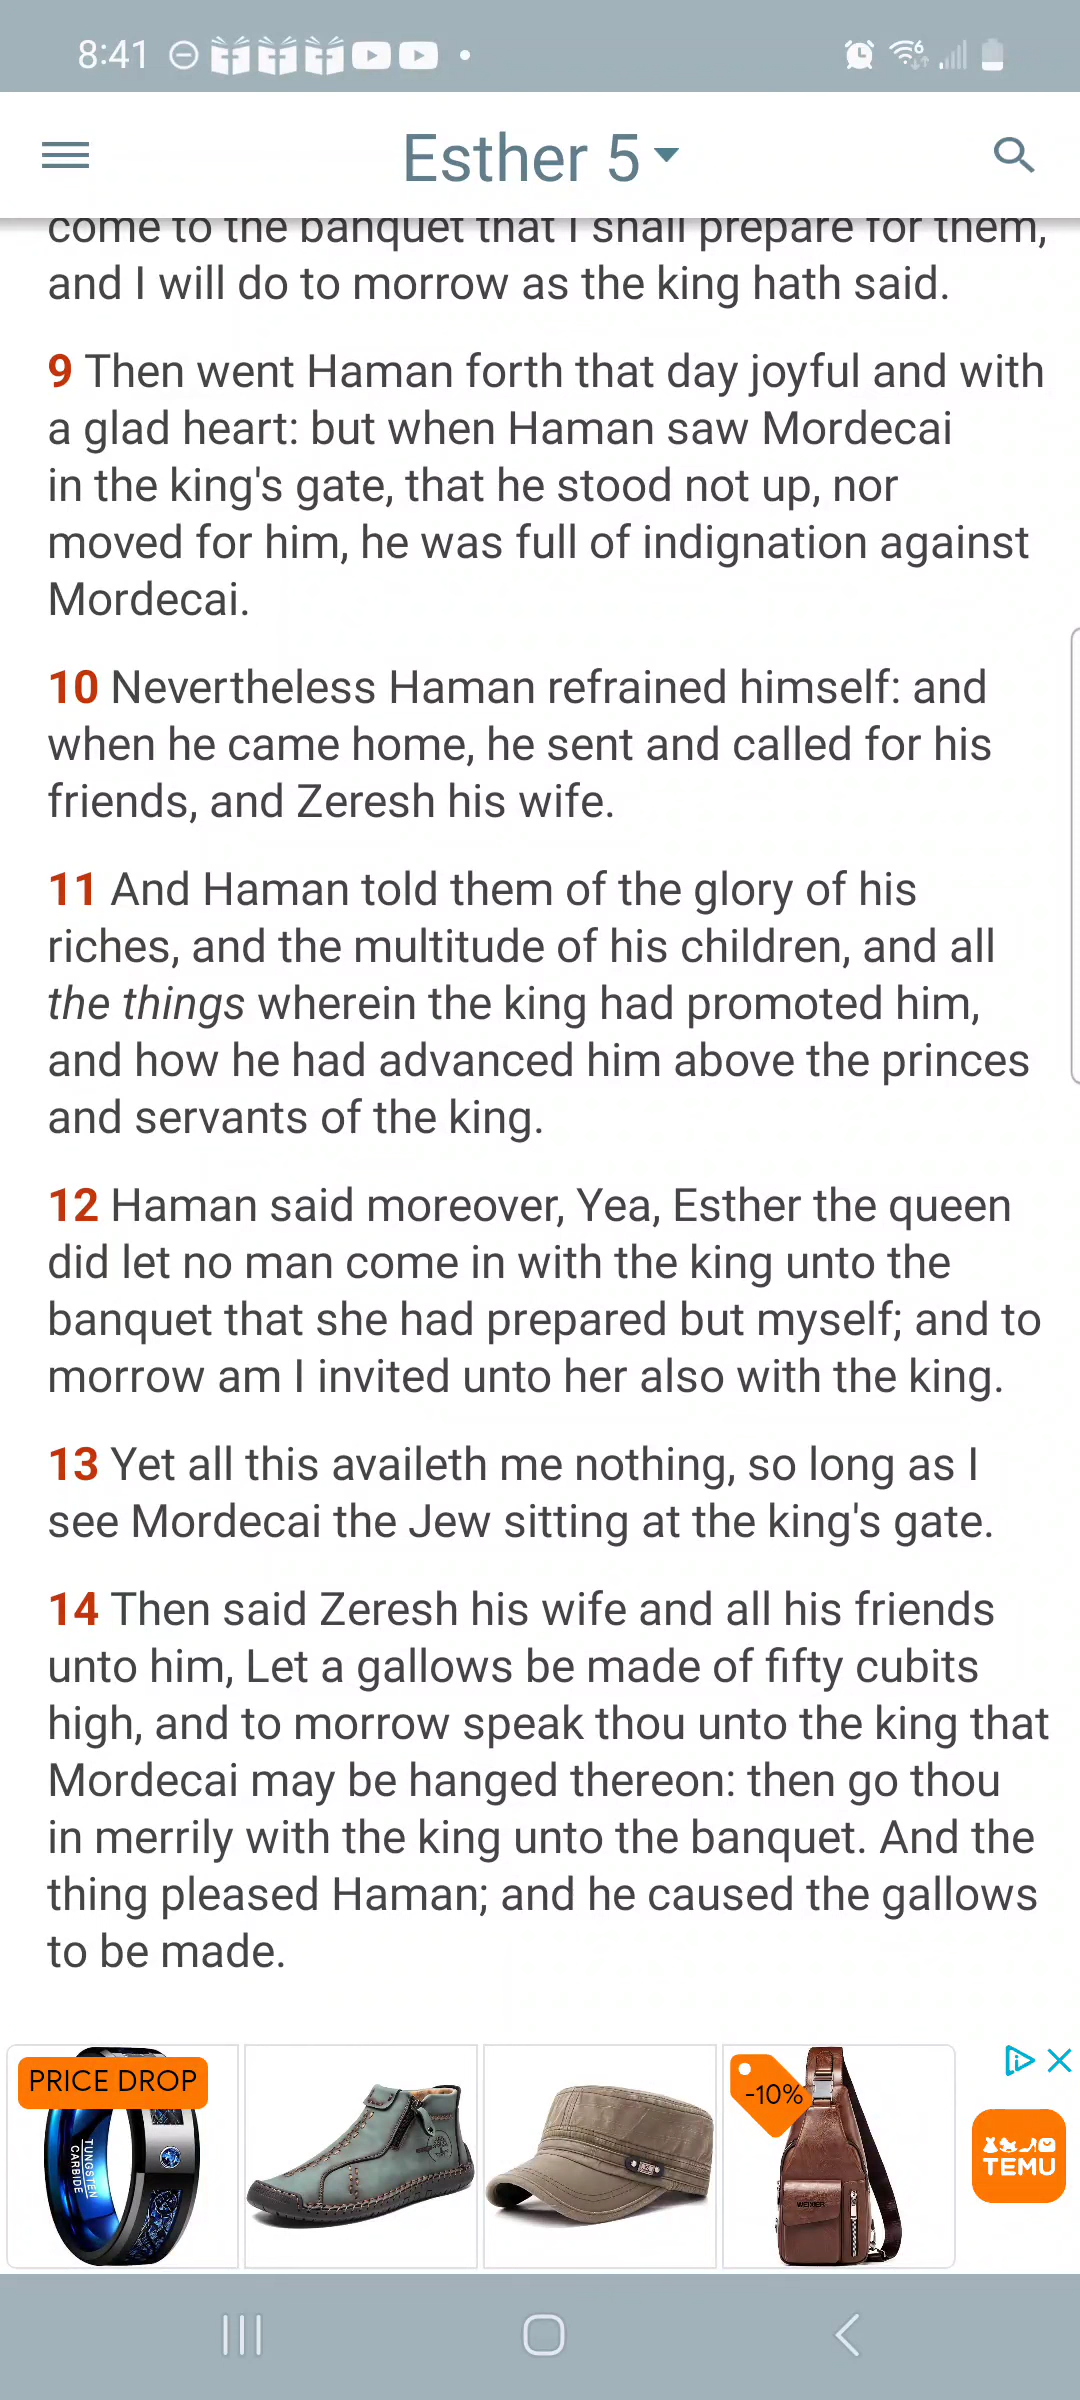 8:41
6
Esther 5
come to the banquet that I shall prepare for them,
and I will do to morrow as the king hath said.
9 Then went Haman forth that day joyful and with
a glad heart: but when Haman saw Mordecai
in the king's gate, that he stood not up, nor
moved for him, he was full of indignation against
Mordecai.
10 Nevertheless Haman refrained himself: and
when he came home, he sent and called for his
friends, and Zeresh his wife.
11 And Haman told them of the glory of his
riches, and the multitude of his children, and all
the things wherein the king had promoted him,
and how he had advanced him above the princes
and servants of the king.
12 Haman said moreover, Yea, Esther the queen
did let no man come in with the king unto the
banquet that she had prepared but myself; and to
morrow am I invited unto her also with the king.
13 Yet all this availeth me nothing, so long as I
see Mordecai the Jew sitting at the king's gate.
14 Then said Zeresh his wife and all his friends
unto him, Let a gallows be made of fifty cubits
high, and to morrow speak thou unto the king that
Mordecai may be hanged thereon: then go thou
in merrily with the king unto the banquet. And the
thing pleased Haman; and he caused the gallows
to be made.
PRICE DROP
TUNGSTEN
CARBIDE
-10%
WEIXIER
TEMU